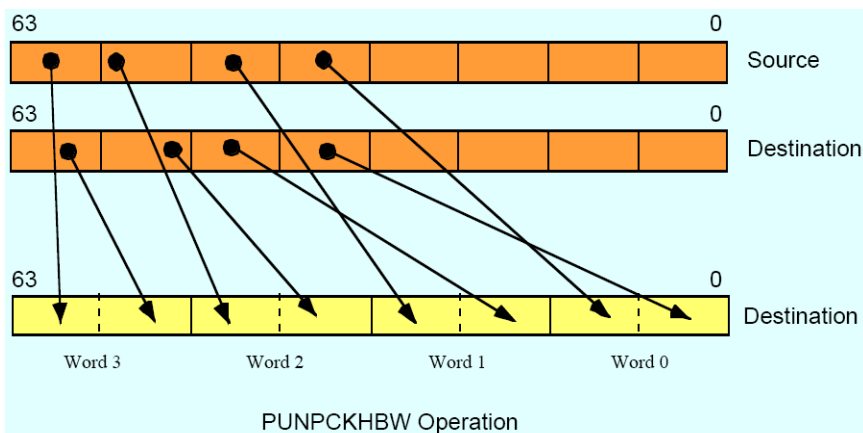 63 0
Source
63 0
Destination
63 0
Destination
Word 3 Word 2 Word 1 Word 0
PUNPCKHBW Operation